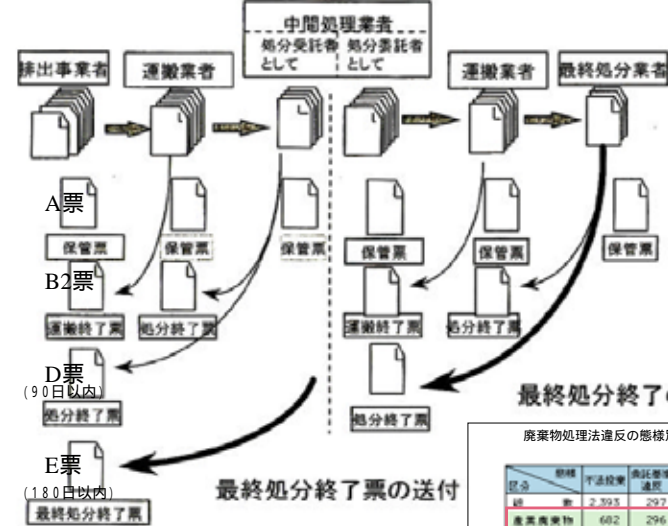 中間処理業者
処分受託者 処分委託者
として として
排出事業者 運搬業者 運搬業者 最終処分業者
A票
保管票 保管票 保管票 保管票 保管票 保管票
B2票
運搬終了票 処分終了票 運搬終了票 処分終了票
D票
(90日以内)
処分終了票 処分終了票
最終処分終了の
E票
(180日以内)
最終処分終了票
最終処分終了票の送付
廃棄物処理法違反の態様別
区分 態様 不法投棄 委託基準違反
総数 2,393 297
産業廃棄物 602 296